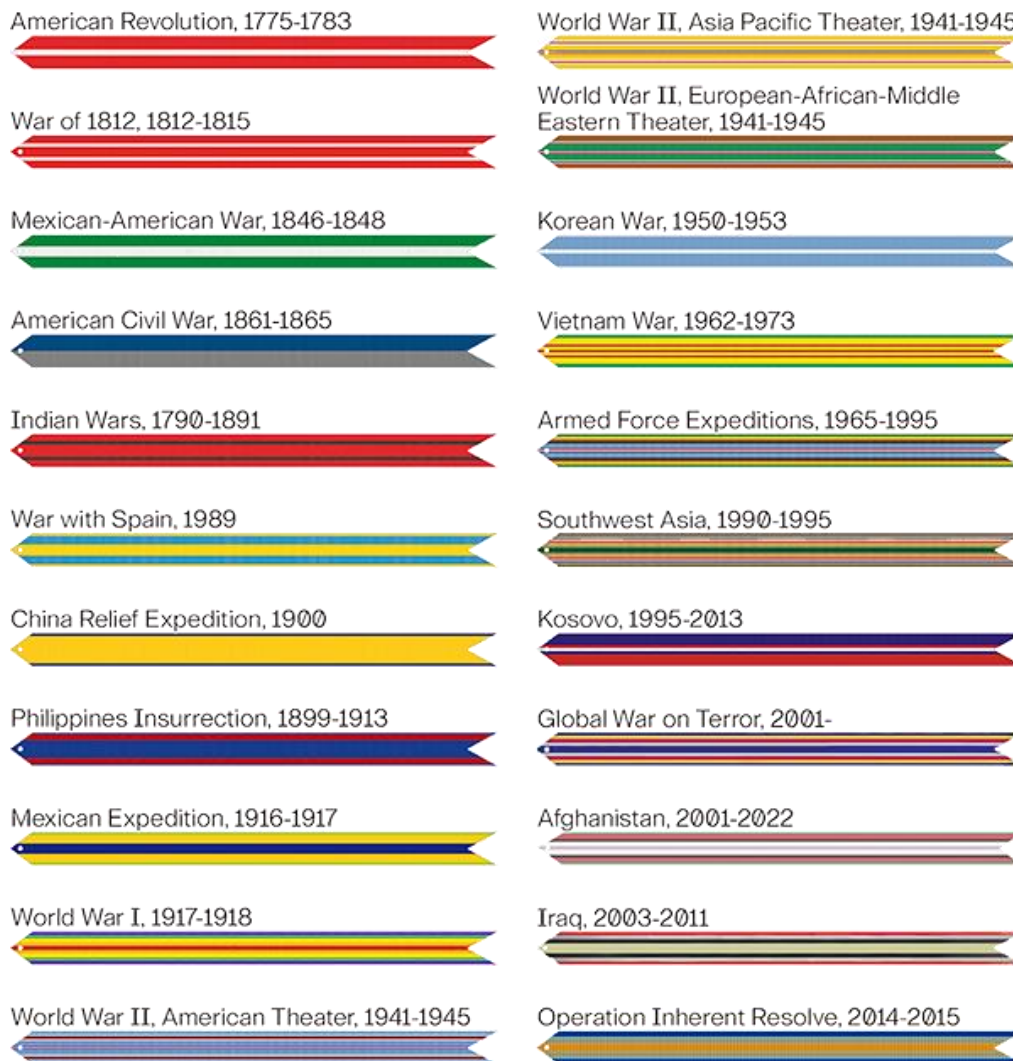 American Revolution, 1775-1783
War of 1812, 1812-1815
Mexican-American War, 1846-1848
American Civil War, 1861-1865
Indian Wars, 1790-1891
War with Spain, 1989
China Relief Expedition, 1900
Philippines Insurrection, 1899-1913
Mexican Expedition, 1916-1917
World War I, 1917-1918
World War II, American Theater, 1941-1945
World War II, Asia Pacific Theater, 1941-1945
World War II, European-African-Middle
Eastern Theater, 1941-1945
Korean War, 1950-1953
Vietnam War, 1962-1973
Armed Force Expeditions, 1965-1995
Southwest Asia, 1990-1995
Kosovo, 1995-2013
Global War on Terror, 2001-
Afghanistan, 2001-2022
Iraq, 2003-2011
Operation Inherent Resolve, 2014-2015